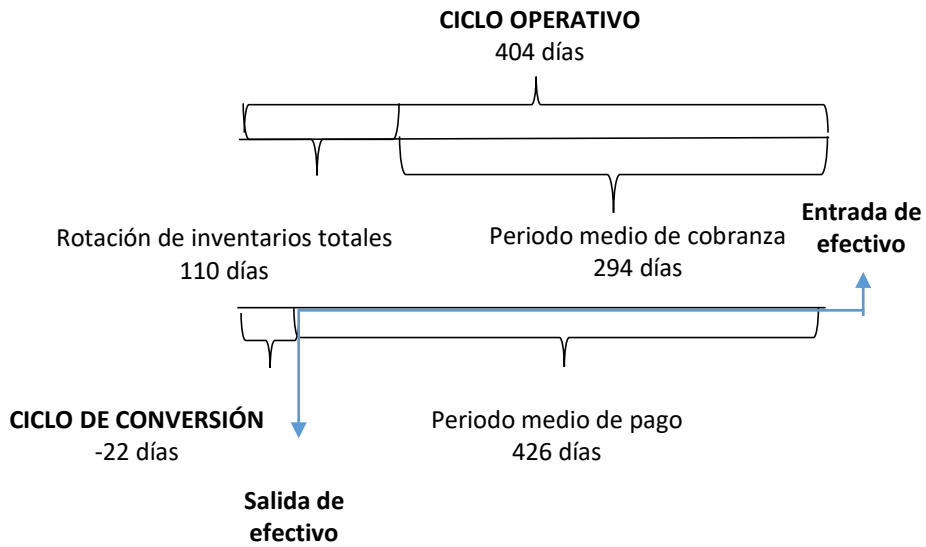 CICLO OPERATIVO
404 días
Rotación de inventarios totales
110 días
Periodo medio de cobranza
294 días
Entrada de
efectivo
CICLO DE CONVERSIÓN
-22 días
Periodo medio de pago
426 días
Salida de
efectivo